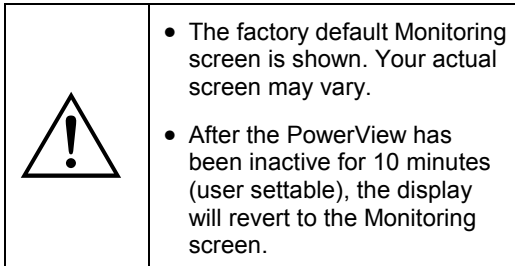 • The factory default Monitoring
screen is shown. Your actual
screen may vary.
• After the PowerView has
been inactive for 10 minutes
(user settable), the display
will revert to the Monitoring
screen.